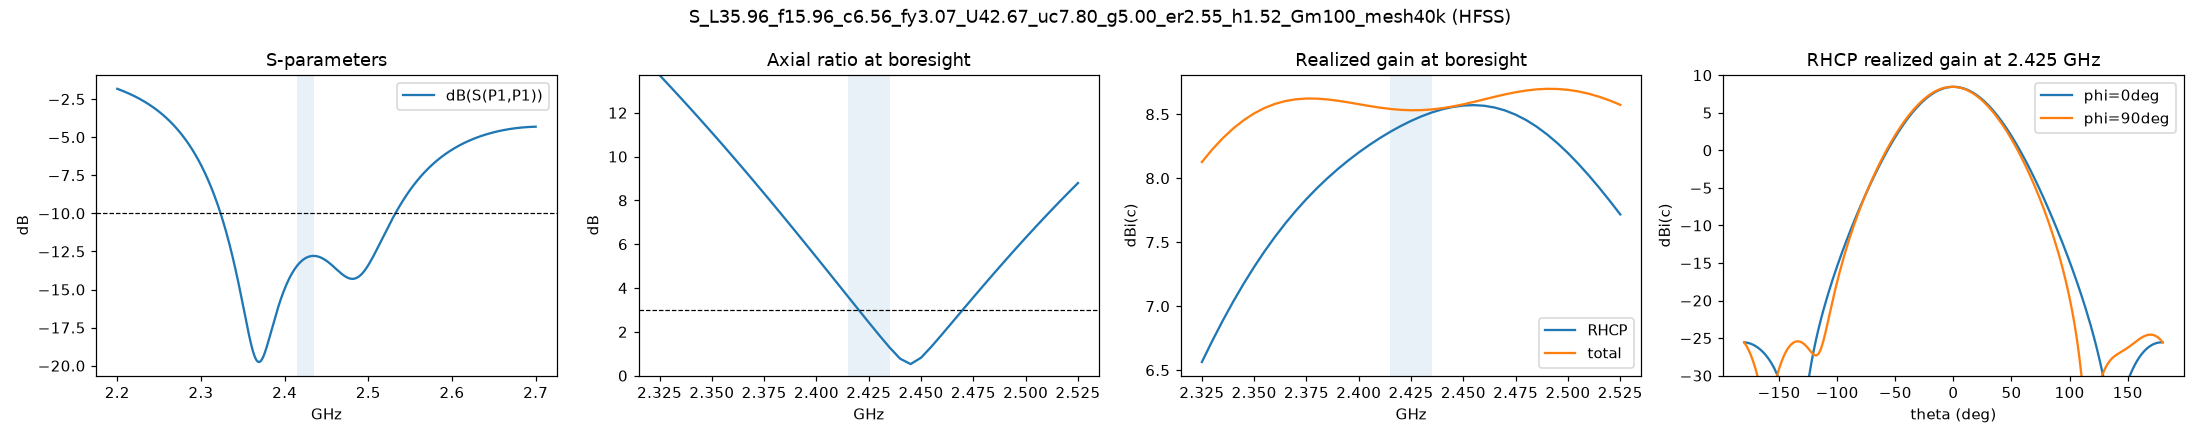 S_L35.96_f15.96_c6.56_fy3.07_U42.67_uc7.80_g5.00_er2.55_h1.52_Gm100_mesh40k (HFSS)
S-parameters
dB(S(P1,P1))
−2.5
−5.0
−7.5
−10.0
−12.5
−15.0
−17.5
−20.0
dB
2.2 2.3 2.4 2.5 2.6 2.7
GHz
Axial ratio at boresight
12
10
8
6
4
2
0
dB
2.325 2.350 2.375 2.400 2.425 2.450 2.475 2.500 2.525
GHz
Realized gain at boresight
8.5
8.0
7.5
7.0
6.5
dBi(c)
RHCP
total
2.325 2.350 2.375 2.400 2.425 2.450 2.475 2.500 2.525
GHz
RHCP realized gain at 2.425 GHz
phi=0deg
phi=90deg
10
5
0
−5
−10
−15
−20
−25
−30
dBi(c)
−150 −100 −50 0 50 100 150
theta (deg)